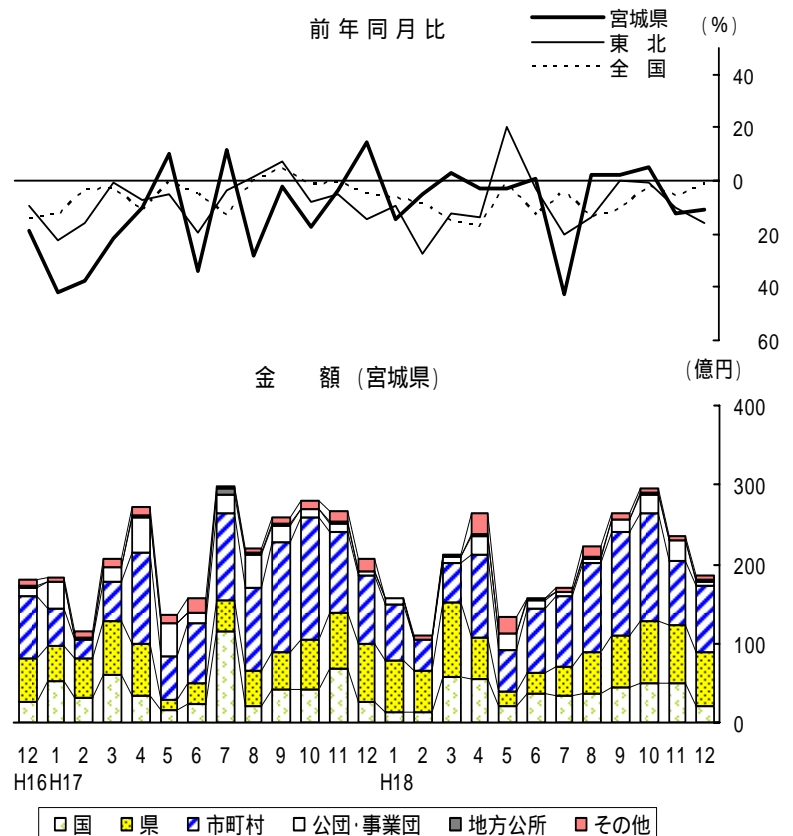 前年同月比
宮城県
東　北
全　国
(%)
40
20
0
20
40
60
金　　額 (宮城県)
(億円)
400
300
200
100
0
12 1 2 3 4 5 6 7 8 9 10 11 12 1 2 3 4 5 6 7 8 9 10 11 12
H16 H17 H18
国 県 市町村 公団・事業団 地方公所 その他